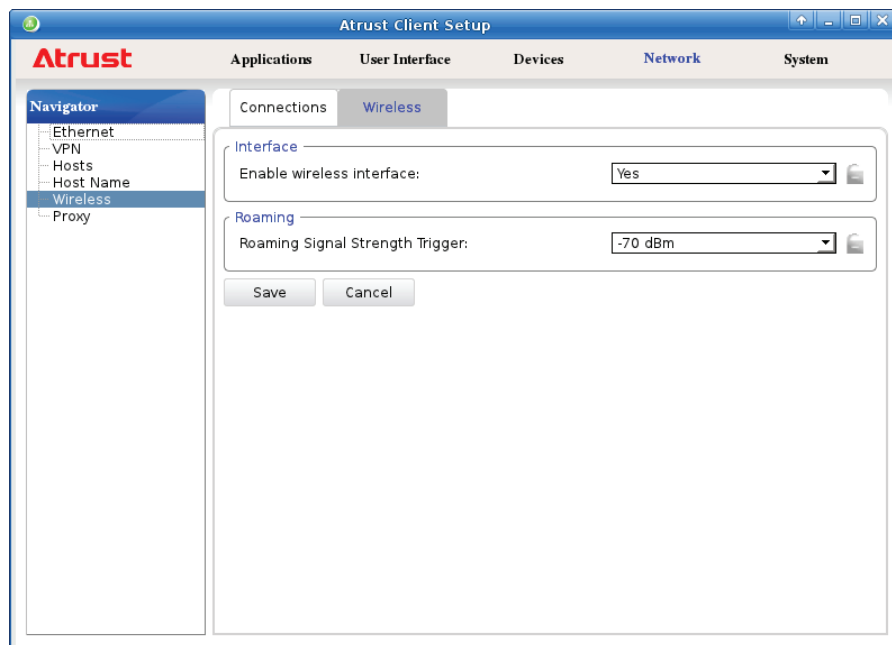 Atrust Client Setup
Atrust
Applications User Interface Devices Network System
Navigator
Ethernet
VPN
Hosts
Host Name
Wireless
Proxy
Connections Wireless
Interface
Enable wireless interface: Yes
Roaming
Roaming Signal Strength Trigger: -70 dBm
Save Cancel